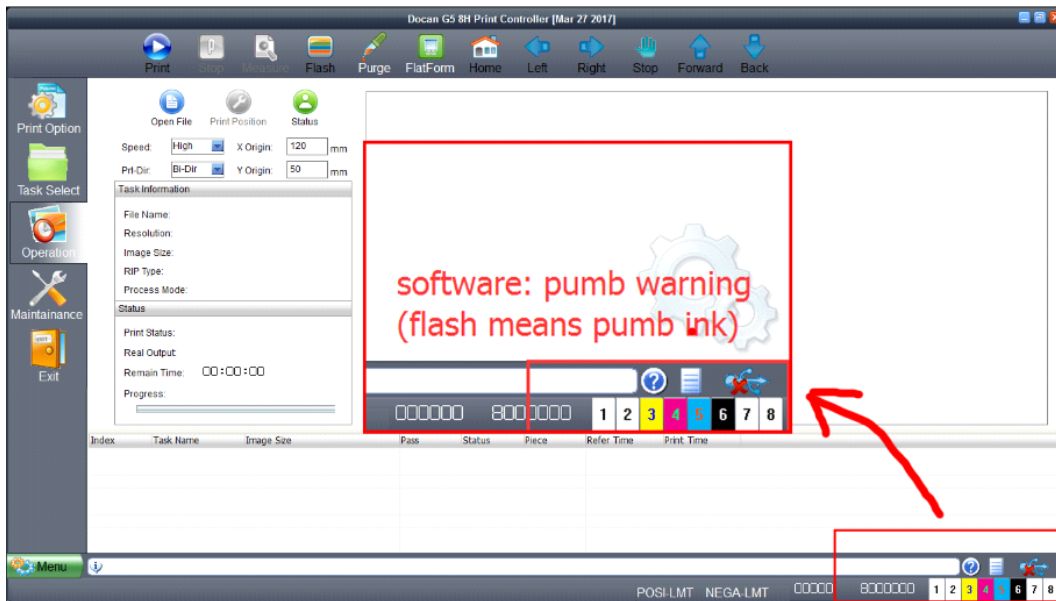 Docan G5 8H Print Controller [Mar 27 2017]
Print Stop Measure Flash Purge FlatForm Home Left Right Stop Forward Back
Print Option
Task Select
Operation
Maintainance
Exit
Open File Print Position Status
Speed: High X Origin: 120 mm
Prt-Dir: Bi-Dir Y Origin: 50 mm
Task Information
File Name:
Resolution:
Image Size:
RIP Type:
Process Mode:
Status
Print Status:
Real Output:
Remain Time: 00:00:00
Progress:
software: pumb warning
(flash means pumb ink)
000000 8000000 1 2 3 4 5 6 7 8
Index Task Name Image Size Pass Status Piece Refer Time Print Time
Menu
POSI-LMT NEGA-LMT 00000 8000000 1 2 3 4 5 6 7 8